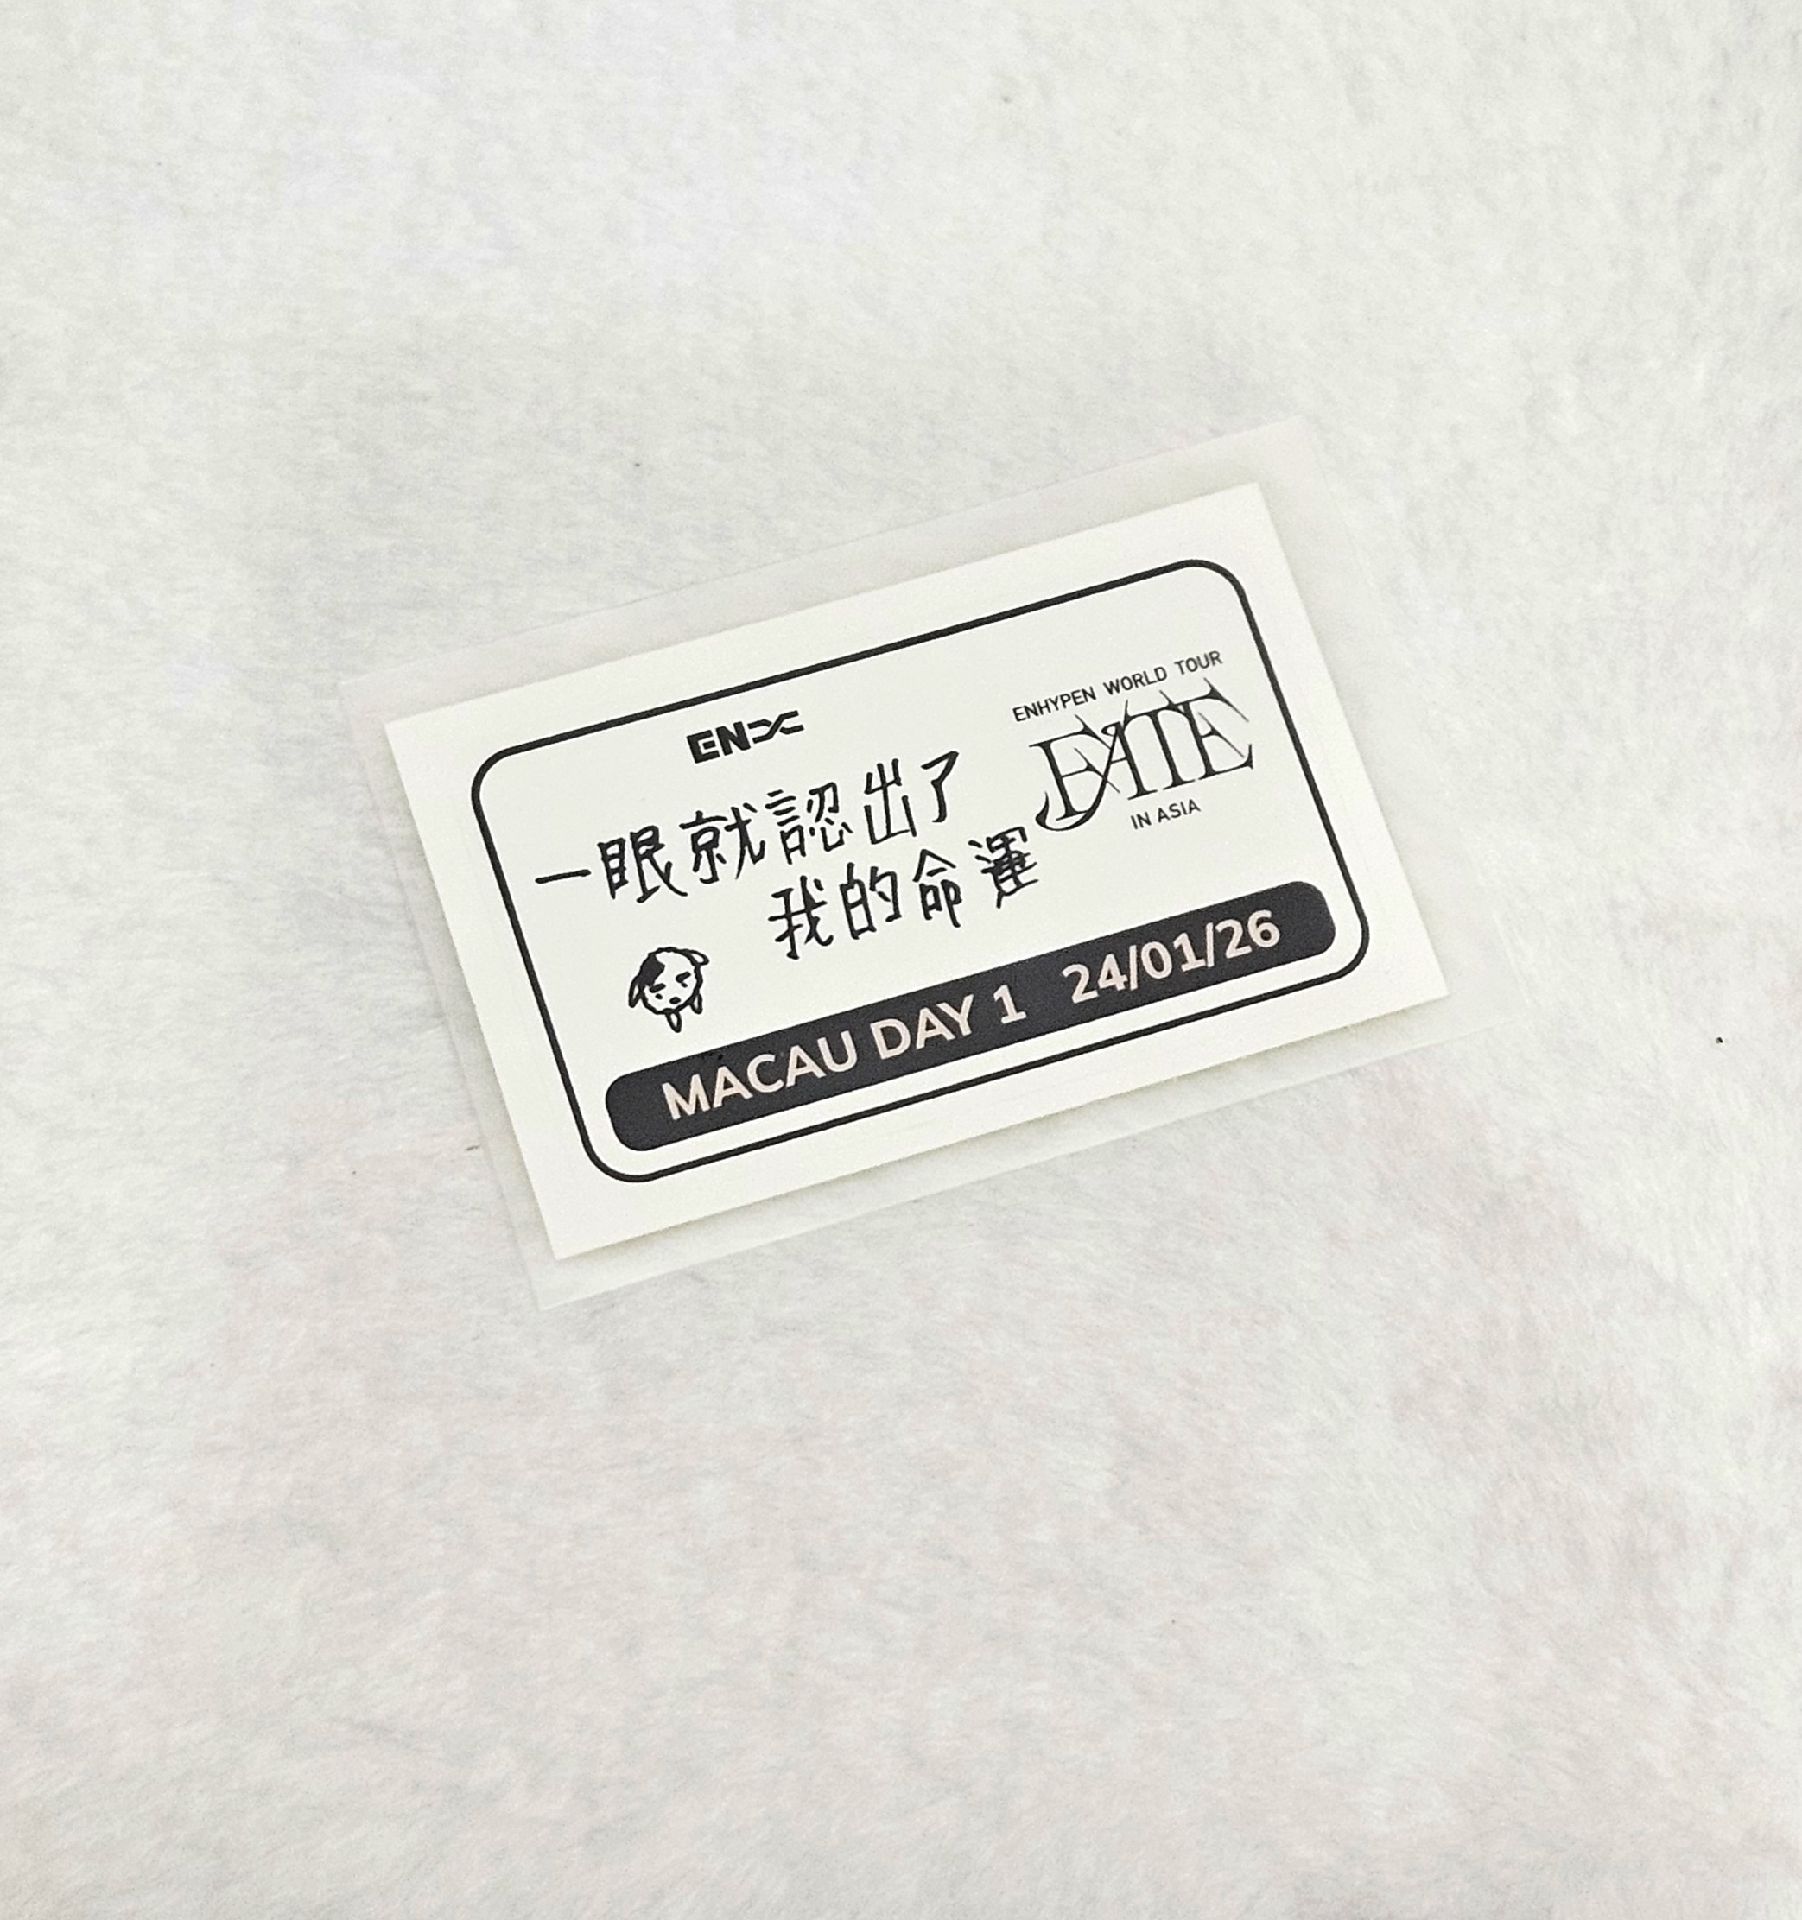 EN
ENHYPEN WORLD TOUR
FATE
IN ASIA
一眼就認出了
我的命運
MACAU DAY 1 24/01/26